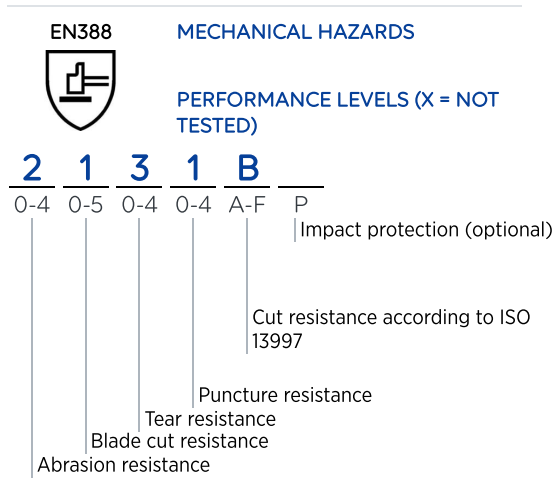 EN388
MECHANICAL HAZARDS
PERFORMANCE LEVELS (X = NOT
TESTED)
2 1 3 1 B
0-4 0-5 0-4 0-4 A-F P
Impact protection (optional)
Cut resistance according to ISO
13997
Puncture resistance
Tear resistance
Blade cut resistance
Abrasion resistance